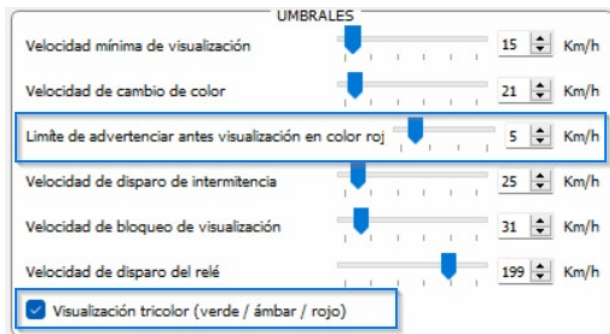 UMBRALES
Velocidad mínima de visualización 15 Km/h
Velocidad de cambio de color 21 Km/h
Limíte de advertenciar antes visualización en color roj 5 Km/h
Velocidad de disparo de intermitencia 25 Km/h
Velocidad de bloqueo de visualización 31 Km/h
Velocidad de disparo del relé 199 Km/h
Visualización tricolor (verde / ámbar / rojo)